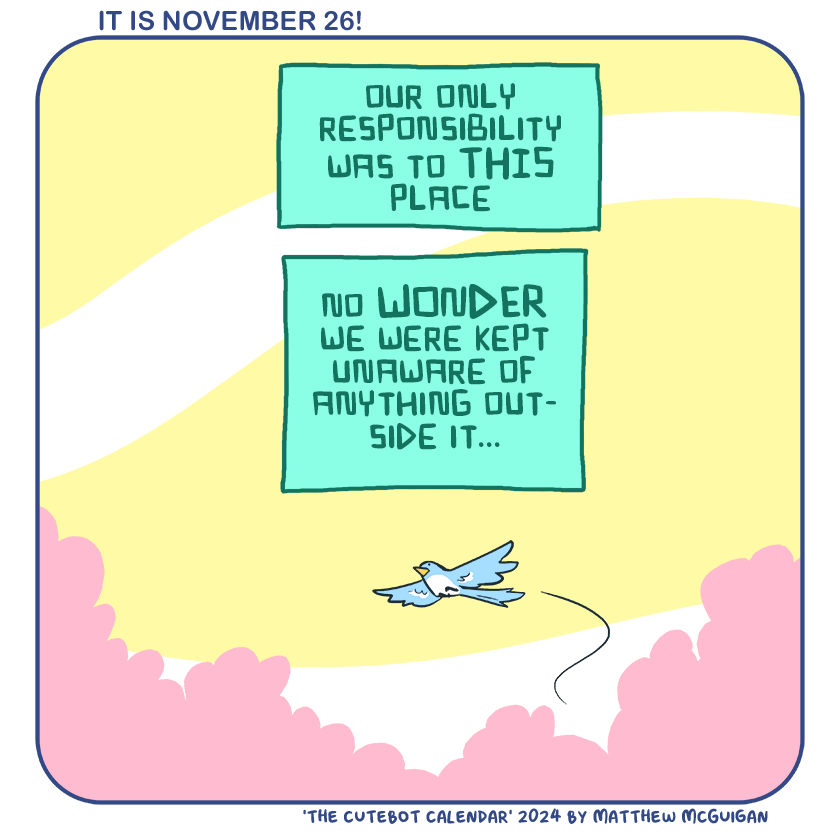 IT IS NOVEMBER 26!
OUR ONLY
RESPONSIBILITY
WAS TO THIS
PLACE
NO WONDER
WE WERE KEPT
UNAWARE OF
ANYTHING OUT-
SIDE IT...
'THE CUTEBOT CALENDAR' 2024 BY MATTHEW MCGUIGAN